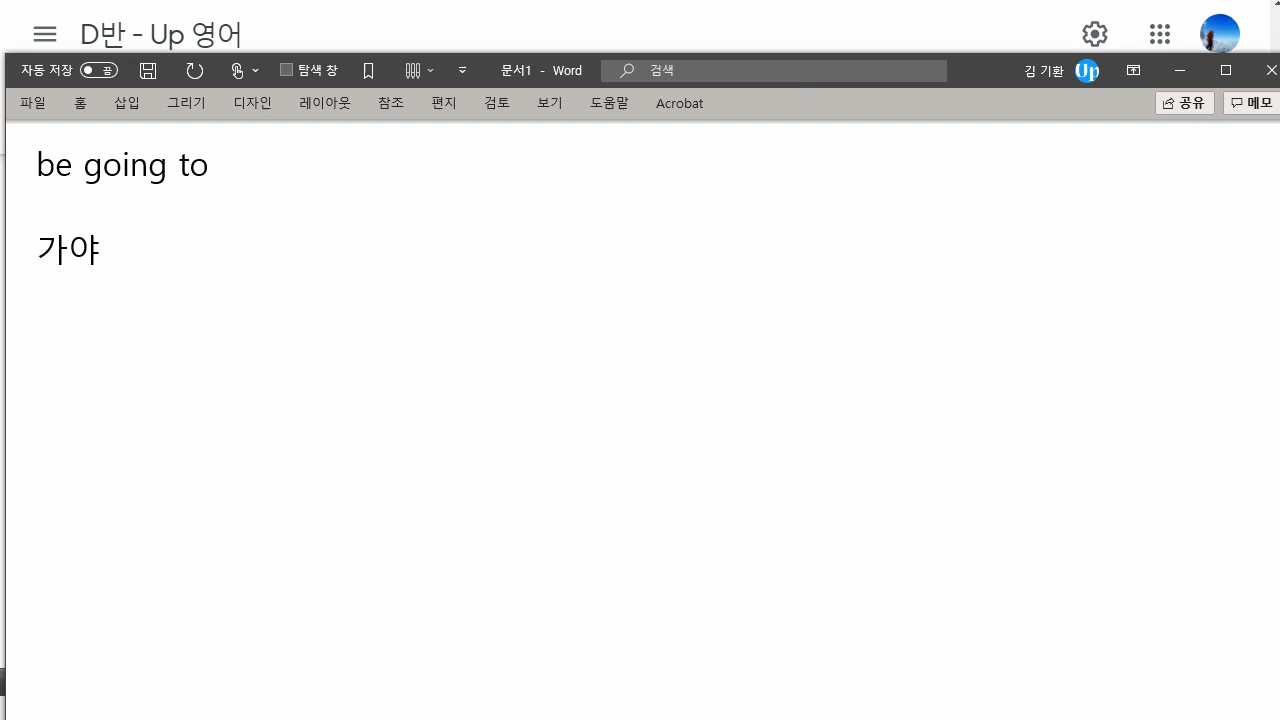 D반 - Up 영어
자동 저장 끔 탐색 창 문서1 - Word 검색 김 기환 Up
파일 홈 삽입 그리기 디자인 레이아웃 참조 편지 검토 보기 도움말 Acrobat 공유 메모
be going to
가야